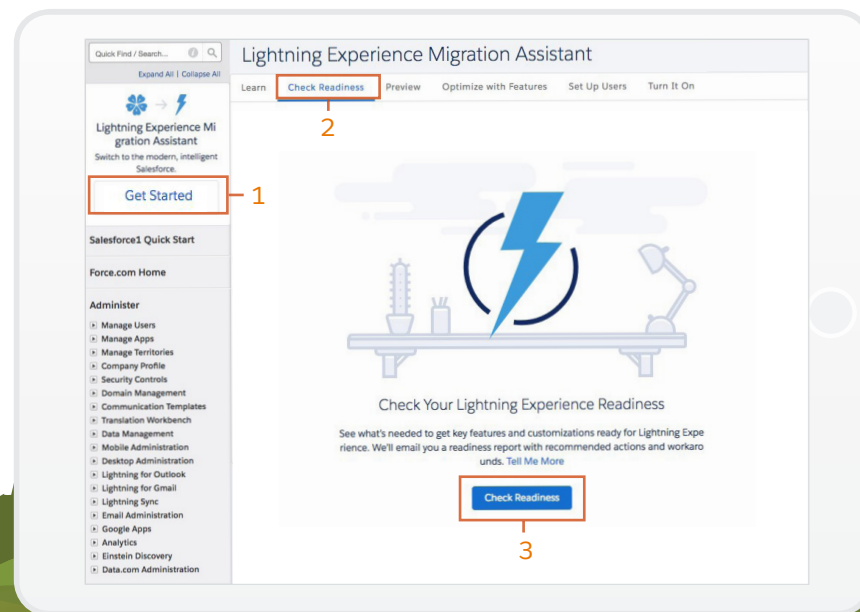 Quick Find / Search...
Expand All | Collapse All
Lightning Experience Mi
gration Assistant
Switch to the modern, intelligent
Salesforce.
Get Started
1
Salesforce1 Quick Start
Force.com Home
Administer
Manage Users
Manage Apps
Manage Territories
Company Profile
Security Controls
Domain Management
Communication Templates
Translation Workbench
Data Management
Mobile Administration
Desktop Administration
Lightning for Outlook
Lightning for Gmail
Lightning Sync
Email Administration
Google Apps
Analytics
Einstein Discovery
Data.com Administration
Lightning Experience Migration Assistant
Learn Check Readiness Preview Optimize with Features Set Up Users Turn It On
2
Check Your Lightning Experience Readiness
See what's needed to get key features and customizations ready for Lightning Expe
rience. We'll email you a readiness report with recommended actions and workaro
unds. Tell Me More
Check Readiness
3